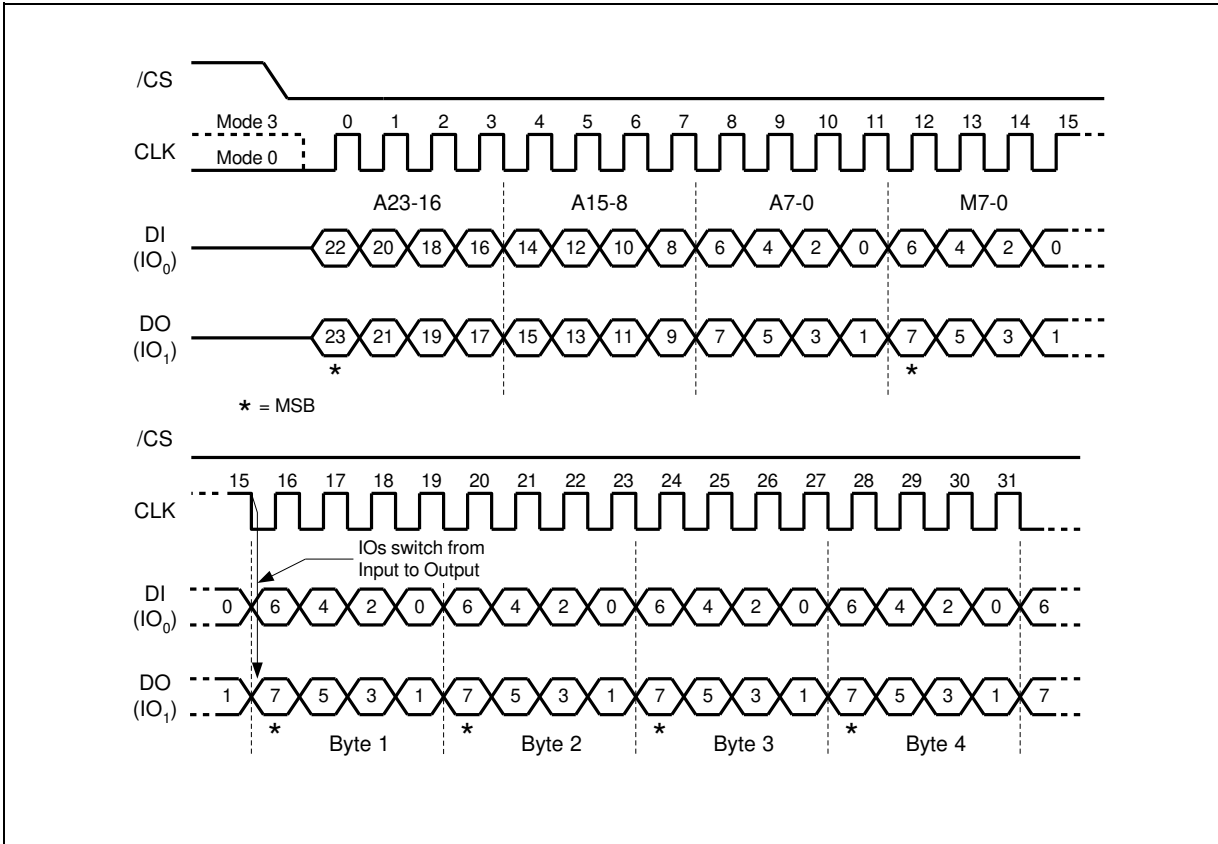 /CS
Mode 3 0 1 2 3 4 5 6 7 8 9 10 11 12 13 14 15
CLK
Mode 0
A23-16 A15-8 A7-0 M7-0
DI
(IO0)
22 20 18 16 14 12 10 8 6 4 2 0 6 4 2 0
DO
(IO1)
23 21 19 17 15 13 11 9 7 5 3 1 7 5 3 1
* *
* = MSB
/CS
15 16 17 18 19 20 21 22 23 24 25 26 27 28 29 30 31
CLK
IOs switch from
Input to Output
DI
(IO0)
0 6 4 2 0 6 4 2 0 6 4 2 0 6 4 2 0 6
DO
(IO1)
1 7 5 3 1 7 5 3 1 7 5 3 1 7 5 3 1 7
* * * *
Byte 1 Byte 2 Byte 3 Byte 4